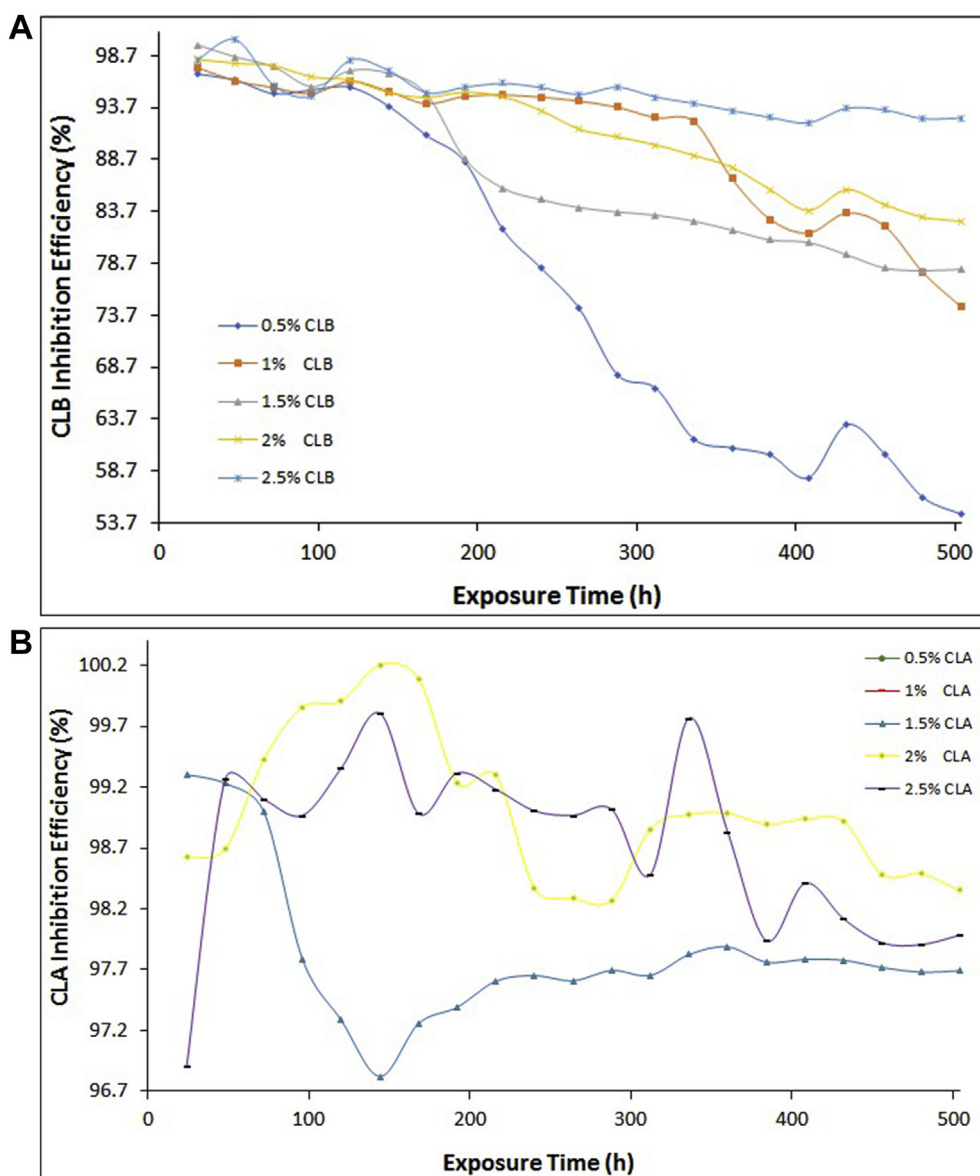 A
CLB Inhibition Efficiency (%)
98.7
93.7
88.7
83.7
78.7
73.7
68.7
63.7
58.7
53.7
0.5% CLB
1% CLB
1.5% CLB
2% CLB
2.5% CLB
0 100 200 300 400 500
Exposure Time (h)
B
CLA Inhibition Efficiency (%)
100.2
99.7
99.2
98.7
98.2
97.7
97.2
96.7
0.5% CLA
1% CLA
1.5% CLA
2% CLA
2.5% CLA
0 100 200 300 400 500
Exposure Time (h)